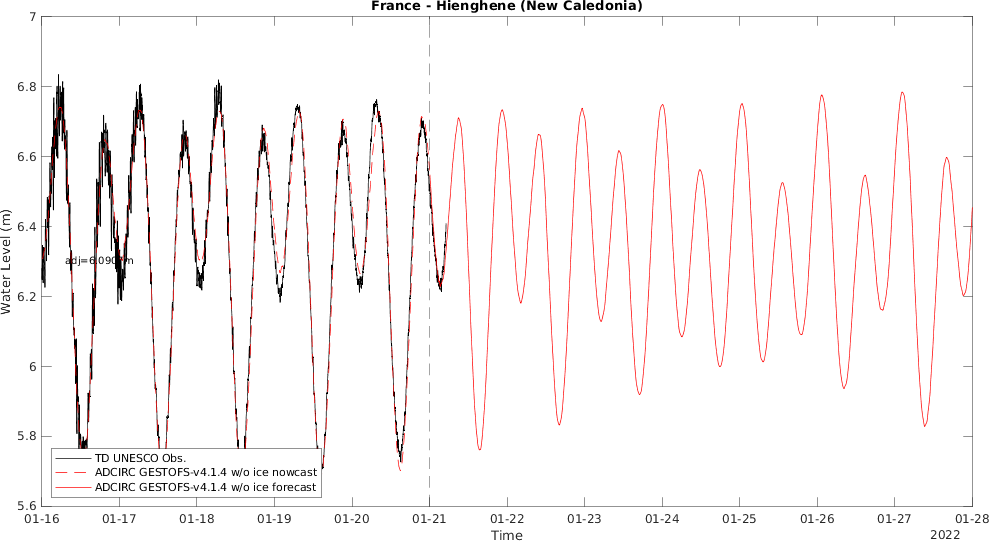 France - Hienghene (New Caledonia)
7
6.8
6.6
6.4
6.2
6
5.8
5.6
Water Level (m)
TD UNESCO Obs.
ADCIRC GESTOFS-v4.1.4 w/o ice nowcast
ADCIRC GESTOFS-v4.1.4 w/o ice forecast
01-16 01-17 01-18 01-19 01-20 01-21 01-22 01-23 01-24 01-25 01-26 01-27 01-28
Time
2022